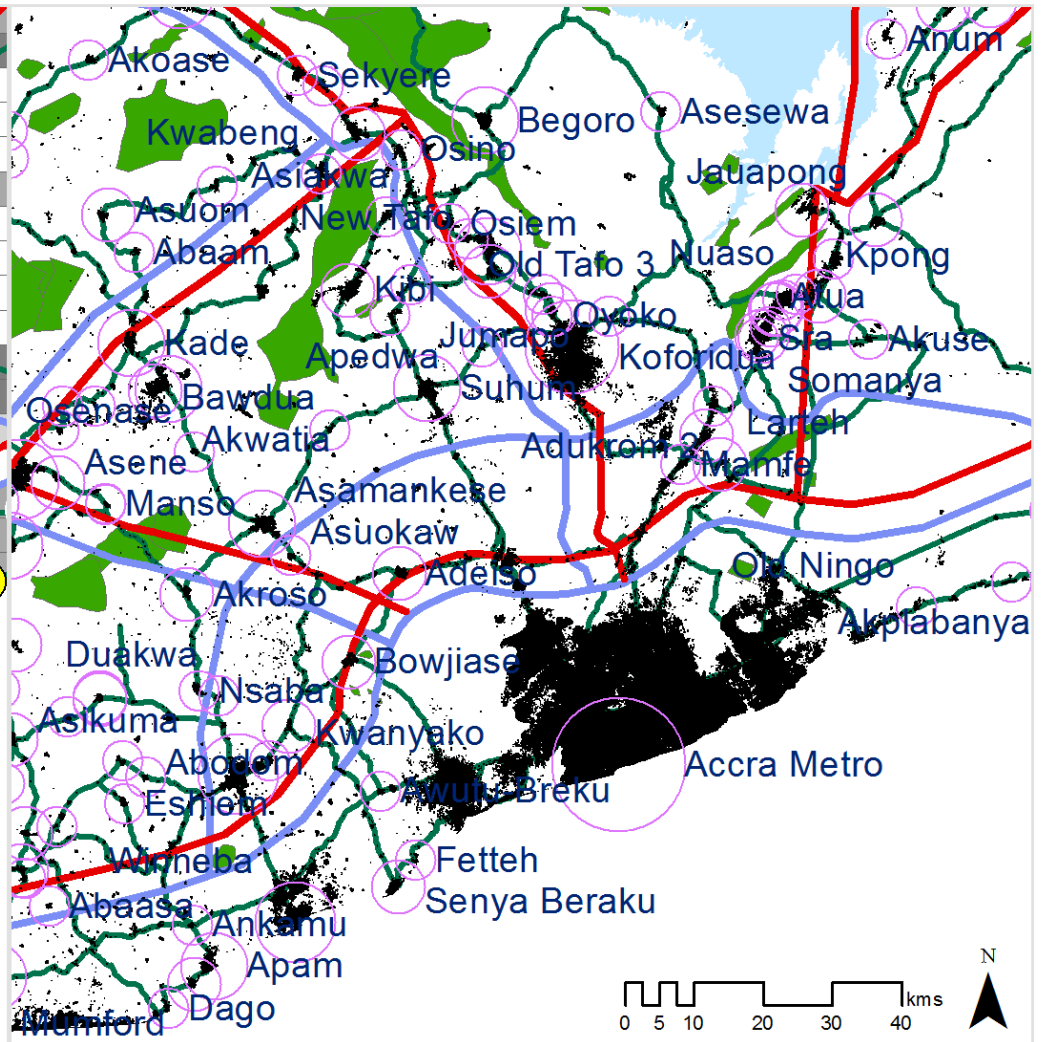 Akoase
Anum
Sekyere
Asesewa
Begoro
Kwabeng
Osino
Asiakwa
Jauapong
Asuom
New Tafo
Osiem
Abaam
Old Tafo 3
Nuaso
Kpong
Kibi
Atua
Oyoko
Jumapo
Kade
Sra
Akuse
Apedwa
Koforidua
Suhum
Somanya
Bawdua
Osenase
Larteh
Akwatia
Adukrom 2
Asene
Mamfe
Manso
Asamankese
Asuokaw
Adeiso
Old Ningo
Akroso
Akplabanya
Duakwa
Bowjiase
Nsaba
Asikuma
Kwanyako
Abodom
Accra Metro
Awutu-Breku
Eshiem
Winneba
Fetteh
Senya Beraku
Abaasa
Ankamu
Apam
N
Dago
kms
Mumford
0 5 10 20 30 40